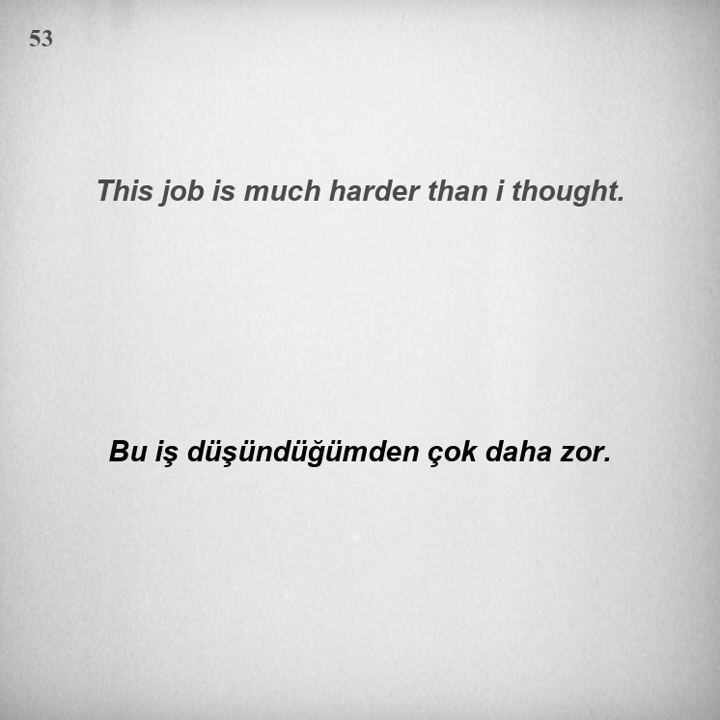 53
This job is much harder than i thought.
Bu iş düşündüğümden çok daha zor.